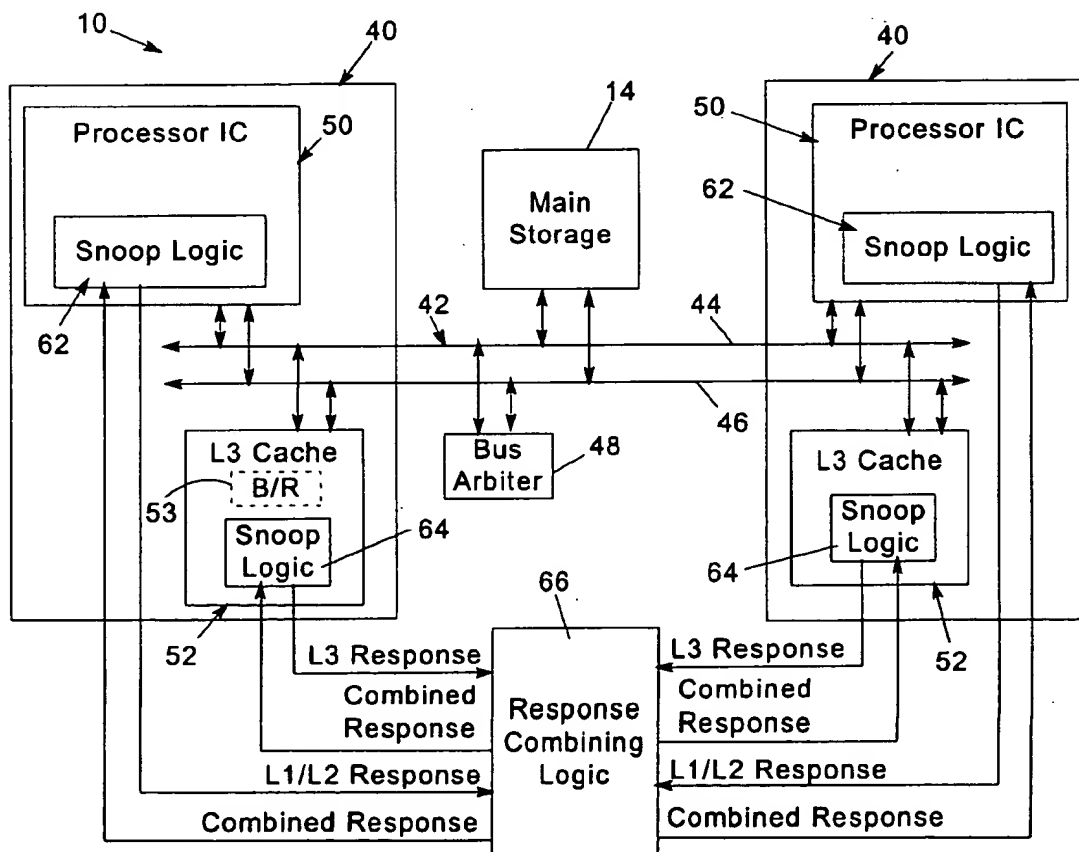 10
40
40
Processor IC
50
14
50
Processor IC
Main
Storage
62
Snoop Logic
Snoop Logic
62
42
44
46
L3 Cache
B/R
53
Bus
Arbiter
48
L3 Cache
Snoop
Logic
64
Snoop
Logic
64
66
52
52
L3 Response
L3 Response
Combined
Response
Combined
Response
Response
Combining
Logic
L1/L2 Response
L1/L2 Response
Combined Response
Combined Response